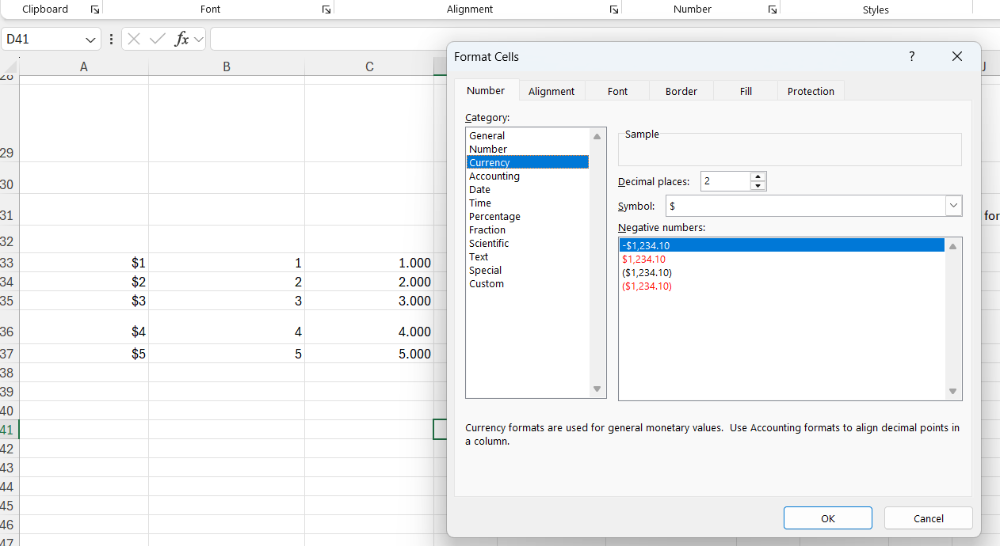 Clipboard Font Alignment Number Styles
D41 fx
A B C J
28
29
30
31 for
32
33 $1 1 1.000
34 $2 2 2.000
35 $3 3 3.000
36 $4 4 4.000
37 $5 5 5.000
38
39
40
41
42
43
44
45
46
47
Format Cells ?
Number Alignment Font Border Fill Protection
Category:
General
Number
Currency
Accounting
Date
Time
Percentage
Fraction
Scientific
Text
Special
Custom
Sample
Decimal places: 2
Symbol: $
Negative numbers:
-$1,234.10
$1,234.10
($1,234.10)
($1,234.10)
Currency formats are used for general monetary values. Use Accounting formats to align decimal points in
a column.
OK Cancel